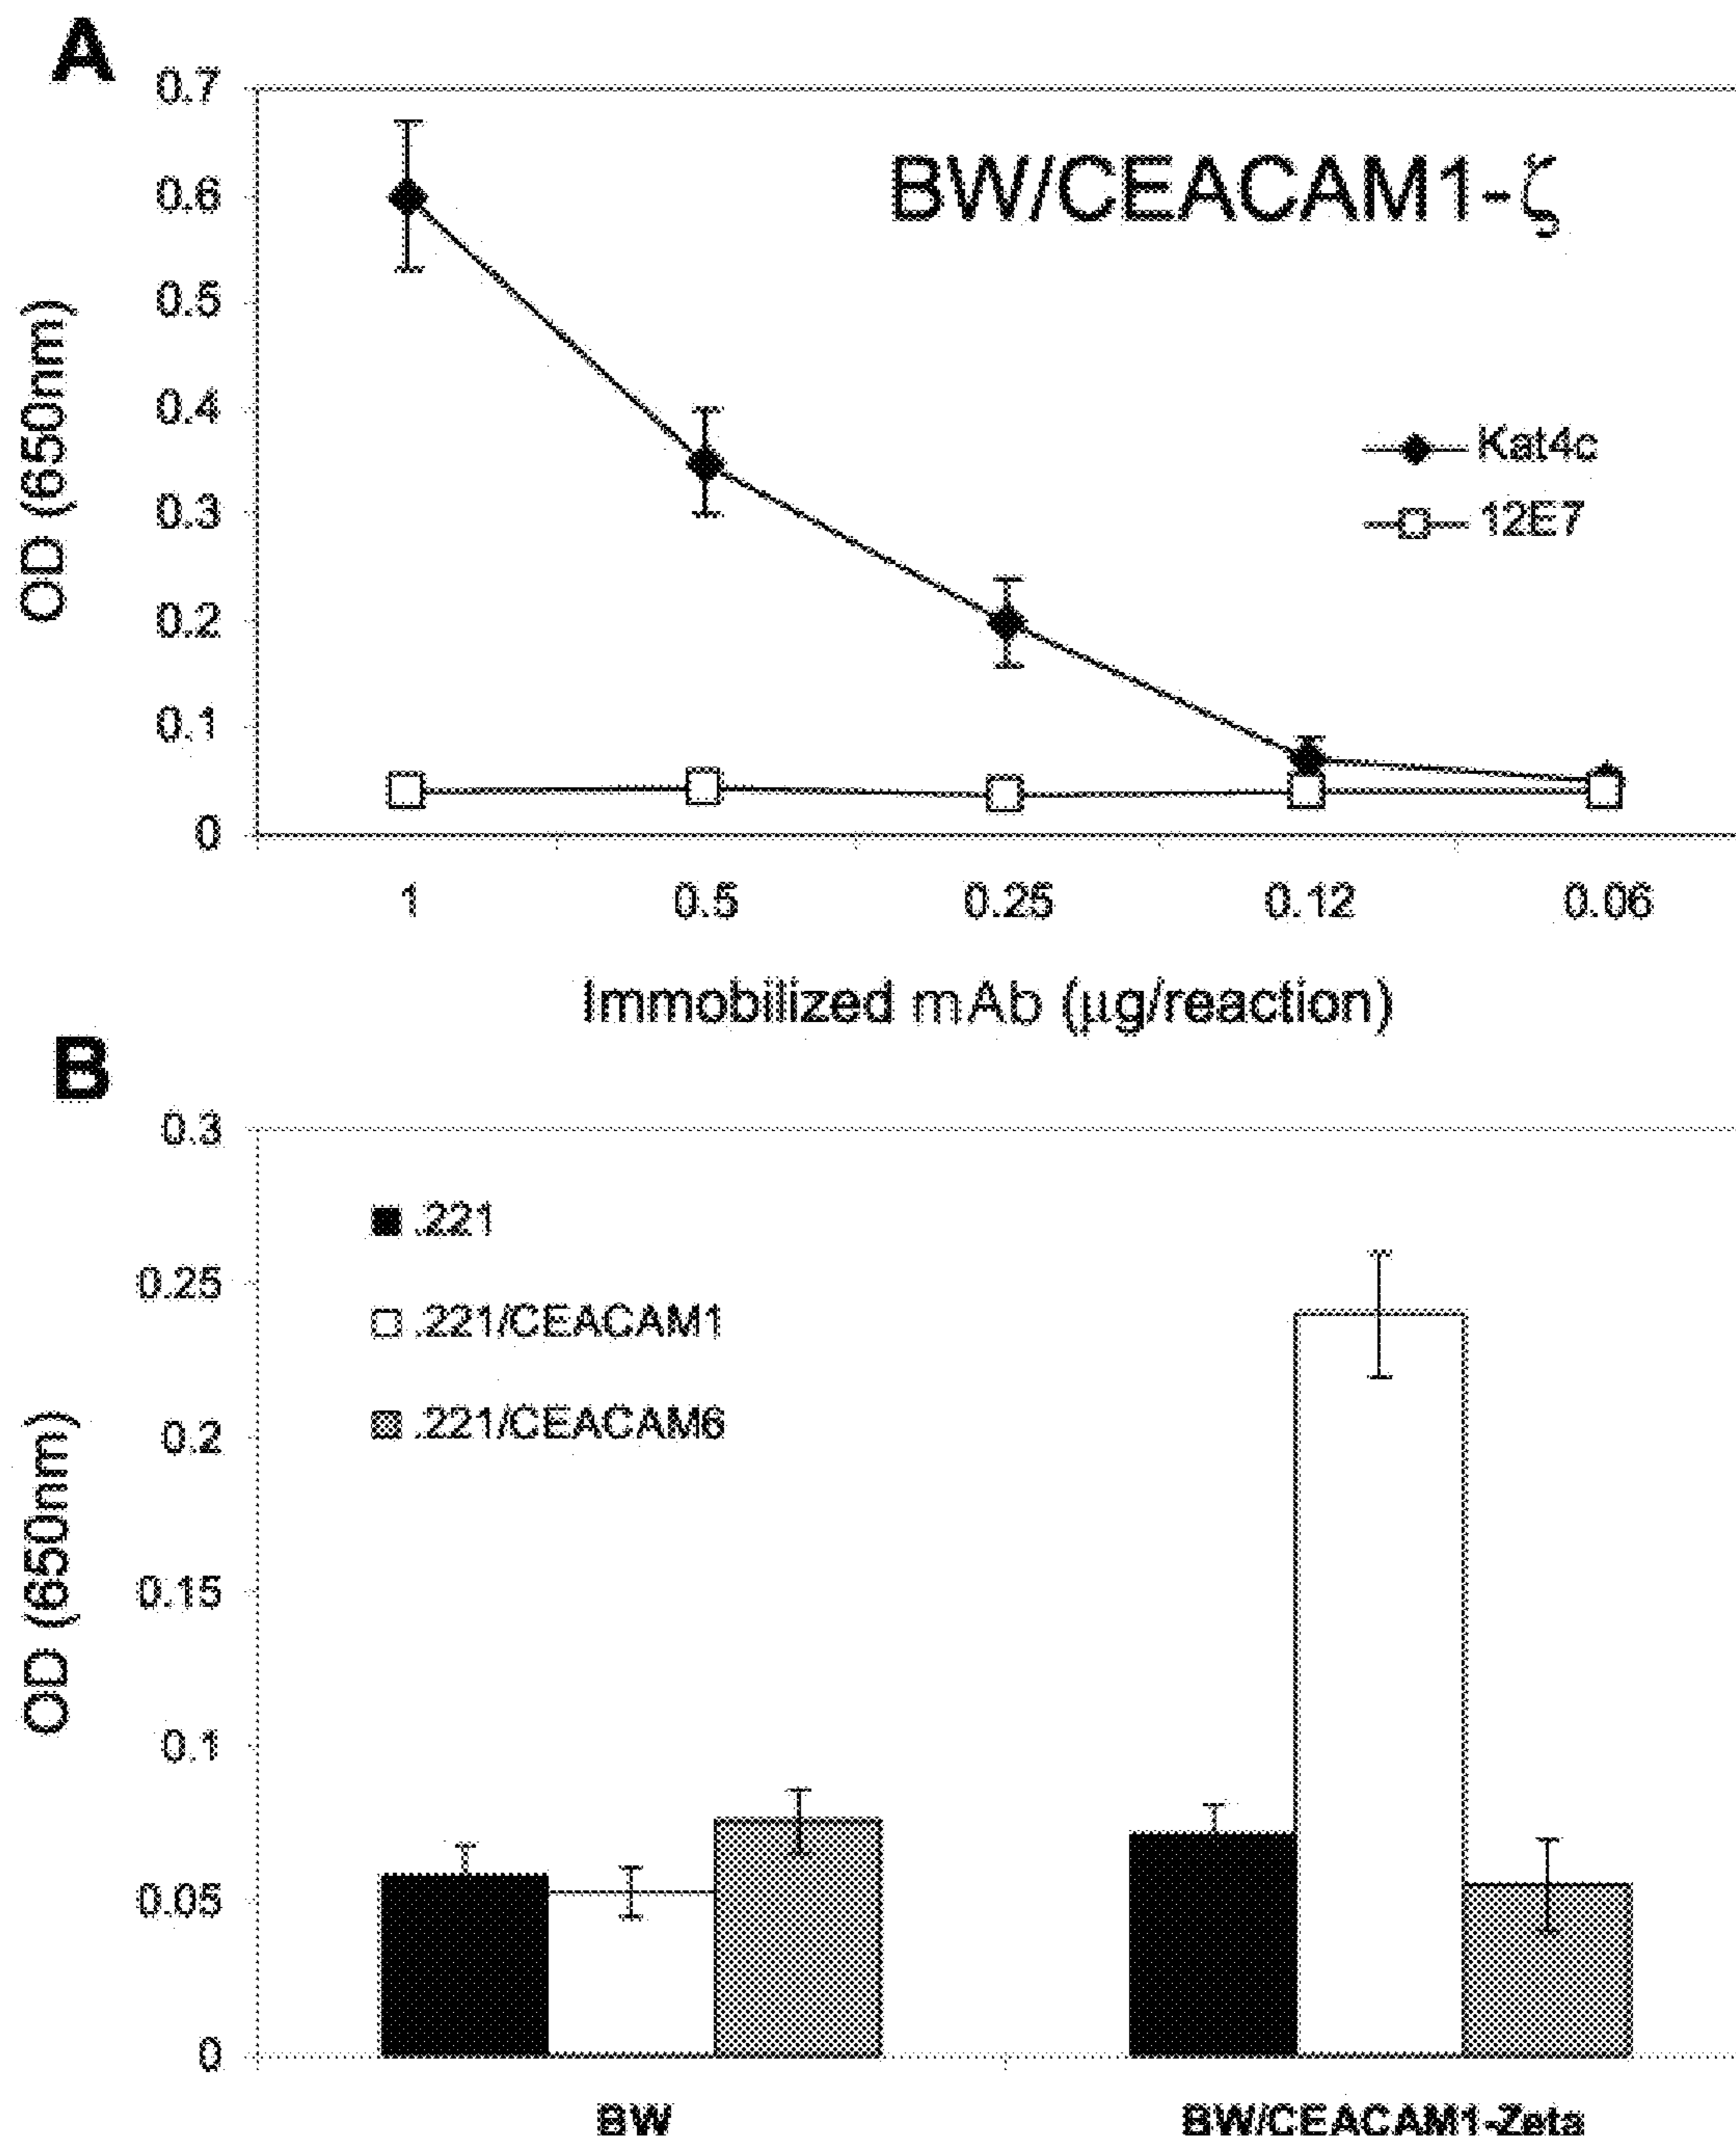 A
0.7
0.6
0.5
0.4
0.3
0.2
0.1
0
OD (650nm)
BW/CEACAM1-ζ
Kat4c
12E7
1 0.5 0.25 0.12 0.06
Immobilized mAb (μg/reaction)
B
0.3
0.25
0.2
0.15
0.1
0.05
0
OD (650nm)
.221
.221/CEACAM1
.221/CEACAM6
BW BW/CEACAM1-Zeta